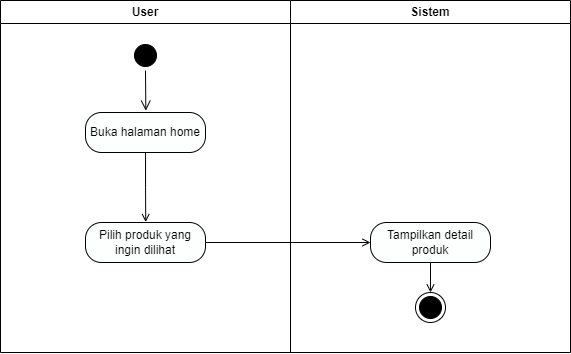 User
Sistem
Buka halaman home
Pilih produk yang
ingin dilihat
Tampilkan detail
produk